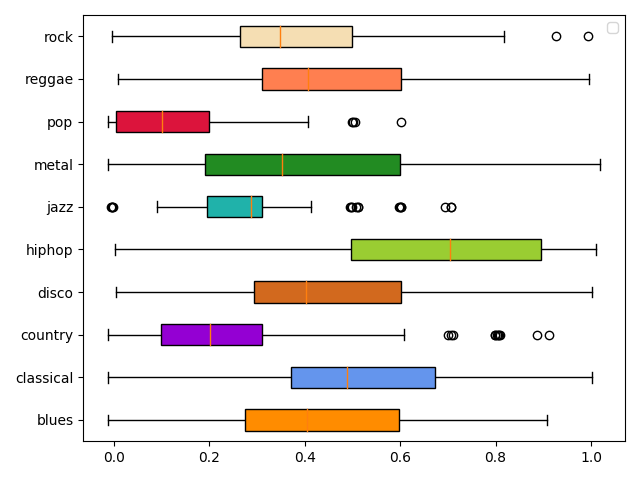 rock
reggae
pop
metal
jazz
hiphop
disco
country
classical
blues
0.0 0.2 0.4 0.6 0.8 1.0